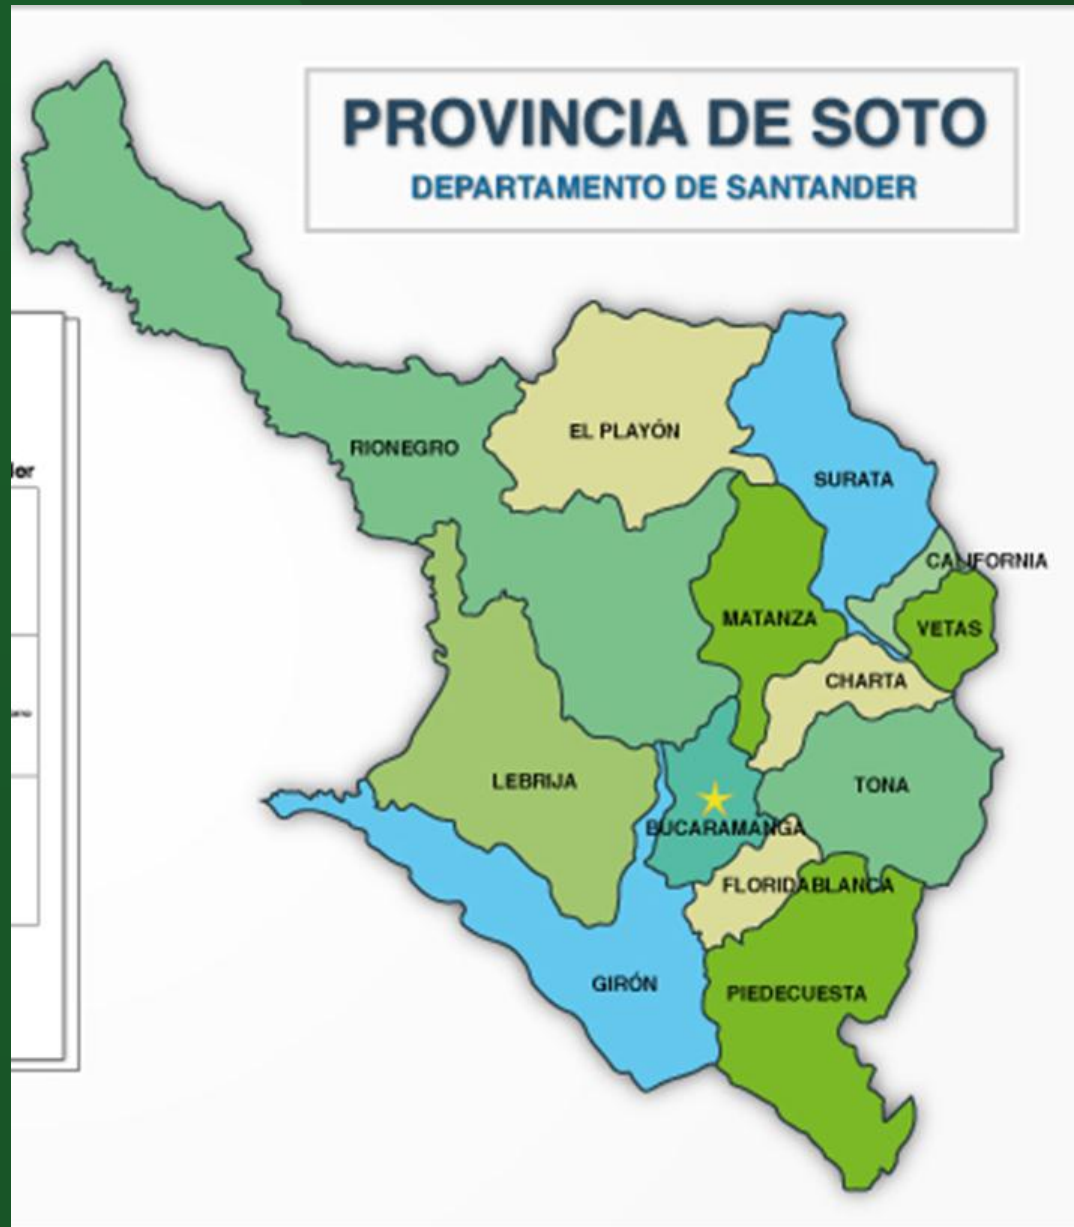 PROVINCIA DE SOTO
DEPARTAMENTO DE SANTANDER
RIONEGRO
EL PLAYÓN
SURATA
CALIFORNIA
MATANZA
VETAS
CHARTA
LEBRIJA
TONA
BUCARAMANGA
FLORIDABLANCA
GIRÓN
PIEDECUESTA